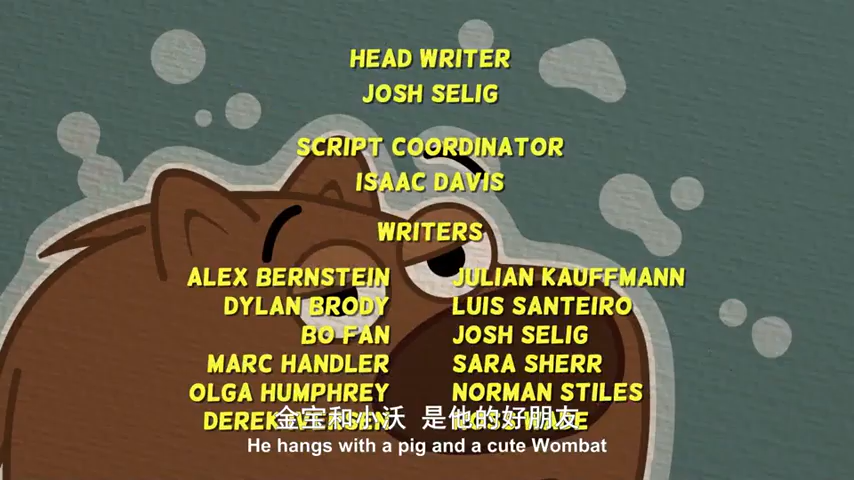 HEAD WRITER
JOSH SELIG
SCRIPT COORDINATOR
ISAAC DAVIS
WRITERS
ALEX BERNSTEIN JULIAN KAUFFMANN
DYLAN BRODY LUIS SANTEIRO
BO FAN JOSH SELIG
MARC HANDLER SARA SHERR
OLGA HUMPHREY NORMAN STILES
DEREK
金宝和小沃 是他的好朋友
He hangs with a pig and a cute Wombat